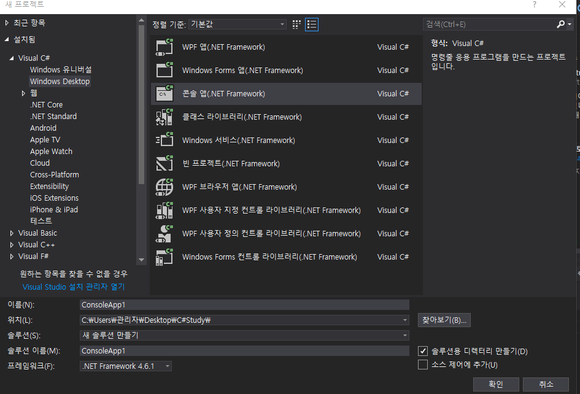 새 프로젝트
최근 항목
설치됨
Visual C#
Windows 유니버설
Windows Desktop
웹
.NET Core
.NET Standard
Android
Apple TV
Apple Watch
Cloud
Cross-Platform
Extensibility
iOS Extensions
iPhone & iPad
테스트
Visual Basic
Visual C++
Visual F#
원하는 항목을 찾을 수 없을 경우
Visual Studio 설치 관리자 열기
정렬 기준: 기본값
WPF 앱(.NET Framework) Visual C#
Windows Forms 앱(.NET Framework) Visual C#
콘솔 앱(.NET Framework) Visual C#
클래스 라이브러리(.NET Framework) Visual C#
Windows 서비스(.NET Framework) Visual C#
빈 프로젝트(.NET Framework) Visual C#
WPF 브라우저 앱(.NET Framework) Visual C#
WPF 사용자 지정 컨트롤 라이브러리(.NET Framework) Visual C#
WPF 사용자 정의 컨트롤 라이브러리(.NET Framework) Visual C#
Windows Forms 컨트롤 라이브러리(.NET Framework) Visual C#
검색(Ctrl+E)
형식: Visual C#
명령줄 응용 프로그램을 만드는 프로젝트
입니다.
이름(N): ConsoleApp1
위치(L): C:₩Users₩관리자₩Desktop₩C#Study₩ 찾아보기(B)...
솔루션(S): 새 솔루션 만들기
솔루션 이름(M): ConsoleApp1 솔루션용 디렉터리 만들기(D)
프레임워크(F): .NET Framework 4.6.1 소스 제어에 추가(U)
확인 취소